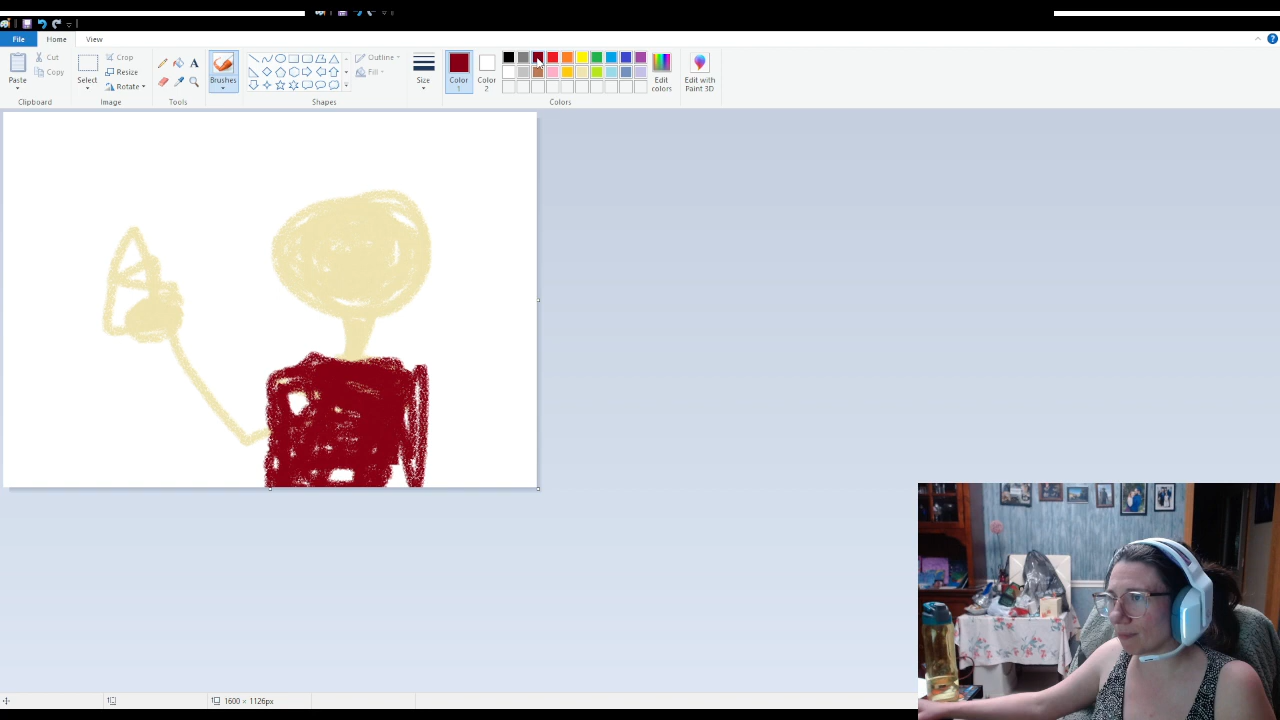 File Home View
Cut
Copy
Paste
Clipboard
Crop
Resize
Rotate
Select
Image
Tools
Brushes
Outline
Fill
Shapes
Size
Color 1
Color 2
Edit colors
Colors
Edit with Paint 3D
1600 × 1126px